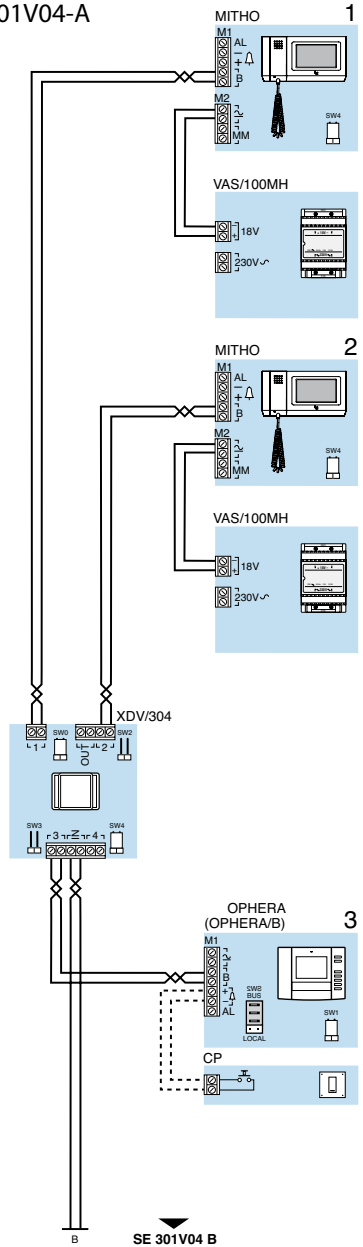 01V04-A
MITHO 1
M1
AL
–
+
B
M2
MM
SW4
VAS/100MH
18V
+
230V
MITHO 2
M1
AL
–
+
B
M2
MM
SW4
VAS/100MH
18V
+
230V
XDV/304
SW0 SW2
1 OUT 2
SW3 SW4
3 IN 4
OPHERA
(OPHERA/B) 3
M1
B
+
–
AL
SW2
BUS
LOCAL
SW1
CP
B
SE 301V04 B